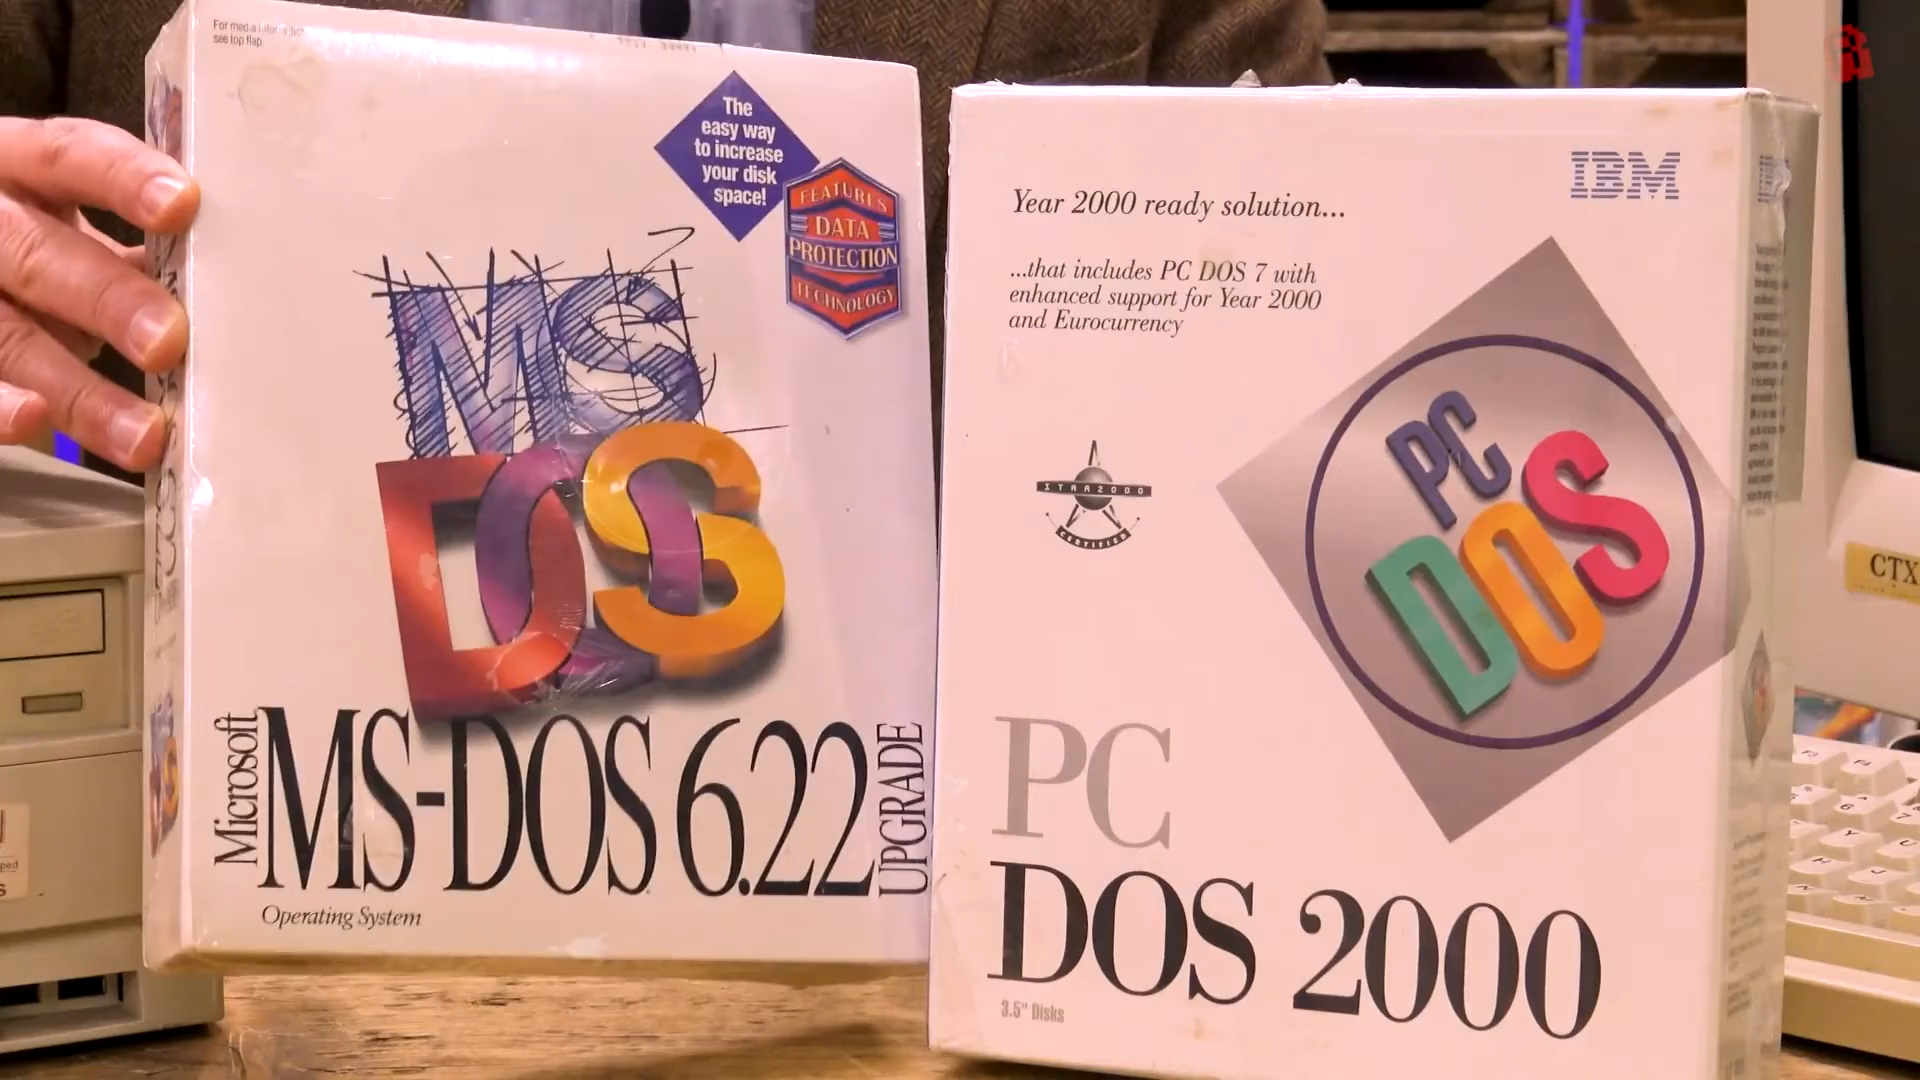 For media information
see top flap
The
easy way
to increase
your disk
space!
FEATURES
DATA
PROTECTION
TECHNOLOGY
MS
DOS
Microsoft
MS-DOS 6.22
UPGRADE
Operating System
IBM
Year 2000 ready solution...
...that includes PC DOS 7 with
enhanced support for Year 2000
and Eurocurrency
ITAA2000
CERTIFIED
PC
DOS
PC
DOS 2000
3.5" Disks
CTX